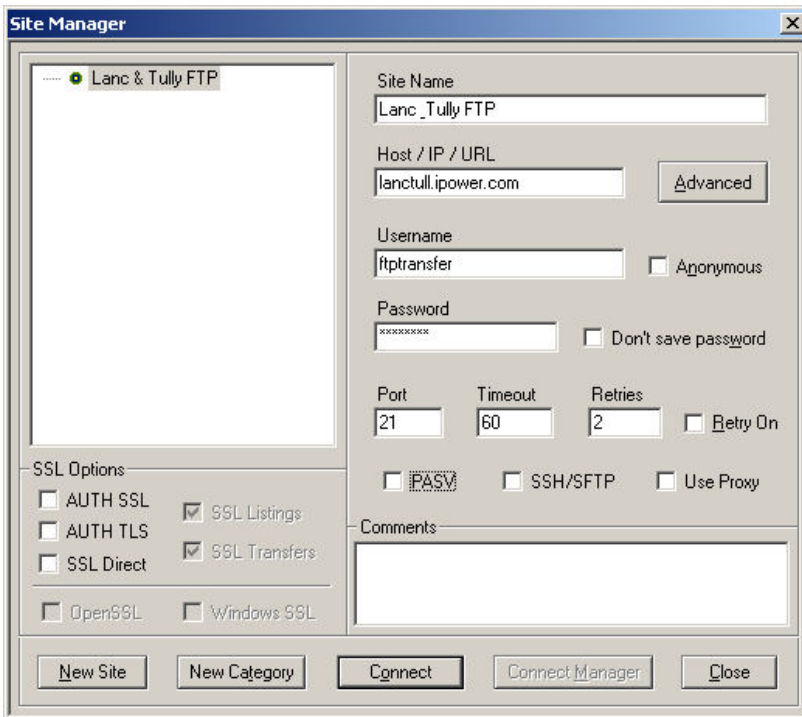 Site Manager
Lanc & Tully FTP
Site Name
Lanc _Tully FTP
Host / IP / URL
lanctull.ipower.com
Advanced
Username
ftptransfer
Anonymous
Password
********
Don't save password
Port Timeout Retries
21 60 2 Retry On
PASV SSH/SFTP Use Proxy
SSL Options
AUTH SSL
SSL Listings
AUTH TLS
SSL Transfers
SSL Direct
OpenSSL Windows SSL
Comments
New Site New Category Connect Connect Manager Close